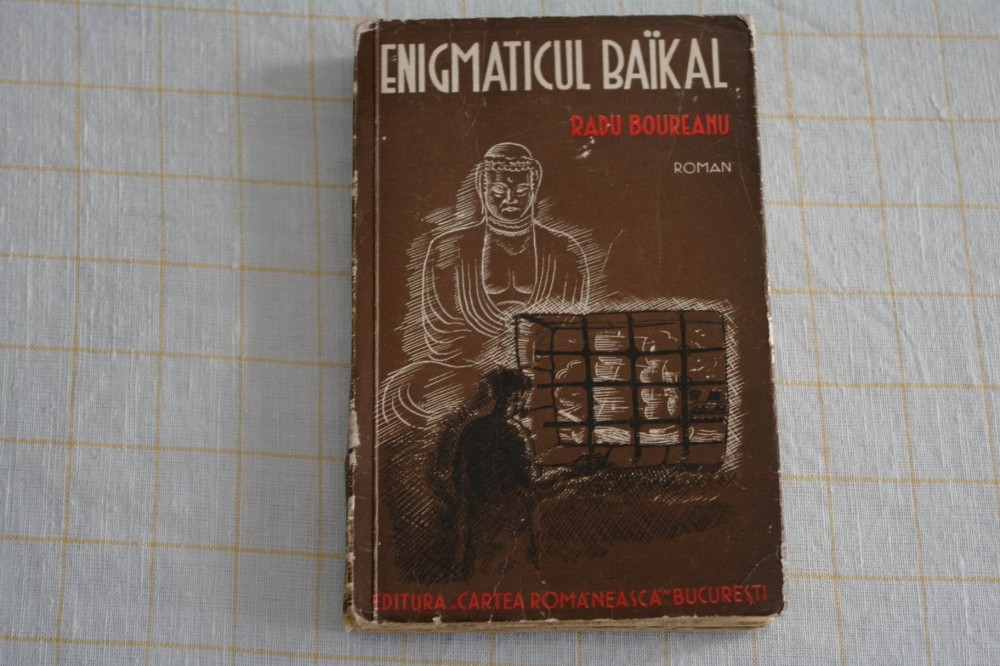 ENIGMATICUL BAÏKAL
RADU BOUREANU
ROMAN
EDITURA „CARTEA ROMÂNEASCĂ" BUCUREȘTI